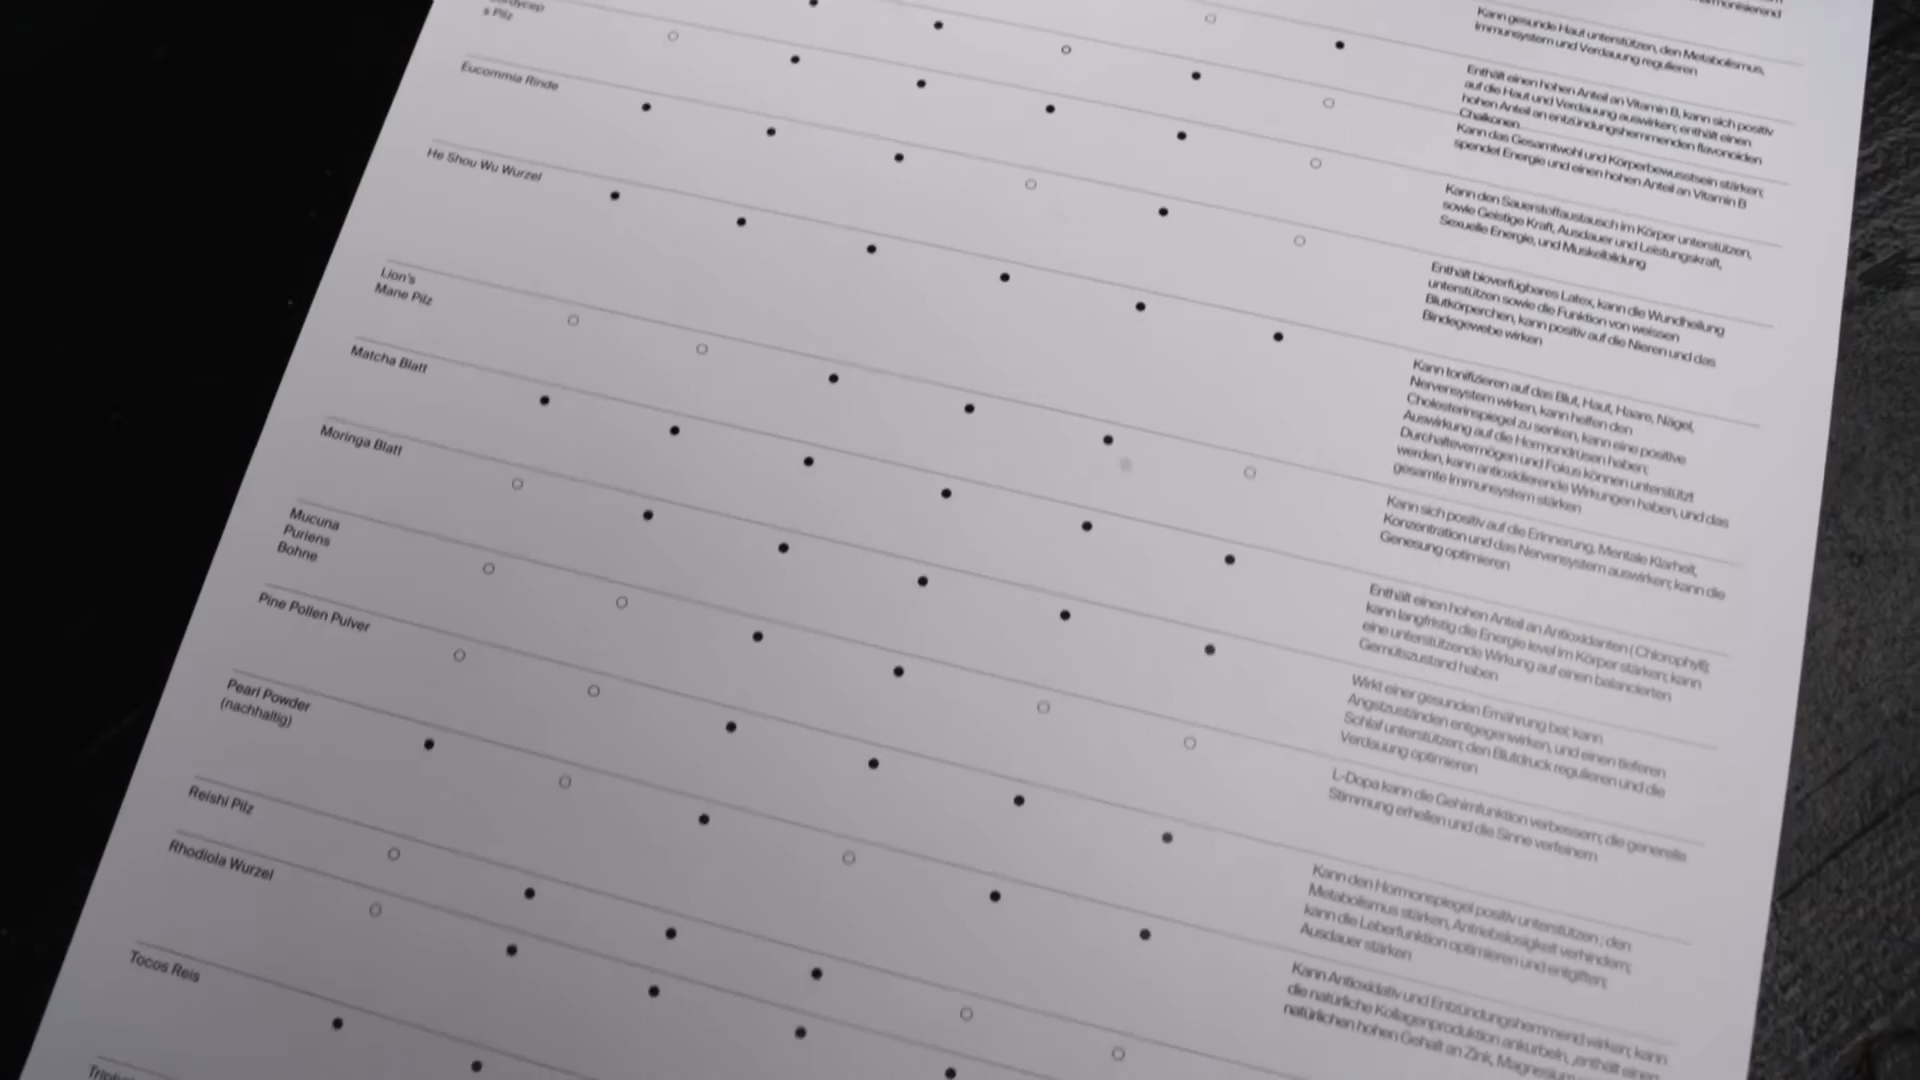 s Pilz
Kann gesunde Haut unterstützen, den Metabolismus,
Immunsystem und Verdauung regulieren
Enthält einen hohen Anteil an Vitamin B, kann sich positiv
auf die Haut und Verdauung auswirken; enthält einen
hohen Anteil an entzündungshemmenden flavonoiden
Chalkonen
Kann das Gesamtwohl und Körperbewusstsein stärken;
spendet Energie und einen hohen Anteil an Vitamin B
Eucommia Rinde
Kann den Sauerstoffaustausch im Körper unterstützen,
sowie Geistige Kraft, Ausdauer und Leistungskraft,
Sexuelle Energie, und Muskelbildung
He Shou Wu Wurzel
Enthält bioverfügbares Latex, kann die Wundheilung
unterstützen sowie die Funktion von weissen
Blutkörperchen, kann positiv auf die Nieren und das
Bindegewebe wirken
Lion's
Mane Pilz
Kann tonifizieren auf das Blut, Haut, Haare, Nägel,
Nervensystem wirken, kann helfen den
Cholesterinspiegel zu senken, kann eine positive
Auswirkung auf die Hormondrüsen haben;
Durchaltevermögen und Fokus können unterstützt
werden, kann antioxidierende Wirkungen haben, und das
gesamte Immunsystem stärken
Matcha Blatt
Kann sich positiv auf die Erinnerung, Mentale Klarheit,
Konzentration und das Nervensystem auswirken; kann die
Genesung optimieren
Moringa Blatt
Enthält einen hohen Anteil an Antioxidanten (Chlorophyll);
kann langfristig die Energie level im Körper stärken; kann
eine unterstützende Wirkung auf einen balancierten
Gemützszustand haben
Mucuna
Puriens
Bohne
Wirkt einer gesunden Ernährung bei; kann
Angstzuständen entgegenwirken, und einen tieferen
Schlaf unterstützen; den Blutdruck regulieren und die
Verdauung optimieren
Pine Pollen Pulver
L-Dopa kann die Gehirnfunktion verbessern; die generelle
Stimmung erhellen und die Sinne verfeinern
Pearl Powder
(nachhaltig)
Kann den Hormonspiegel positiv unterstützen ; den
Metabolismus stärken, Antriebslosigkeit verhindern;
kann die Leberfunktion optimieren und entgiften;
Ausdauer stärken
Reishi Pilz
Kann Antioxidativ und Entzündungshemmend wirken; kann
die natürliche Kollagenproduktion ankurbeln, ,enthält einen
natürlichen hohen Gehalt an Zink, Magnesium
Rhodiola Wurzel
Tocos Reis